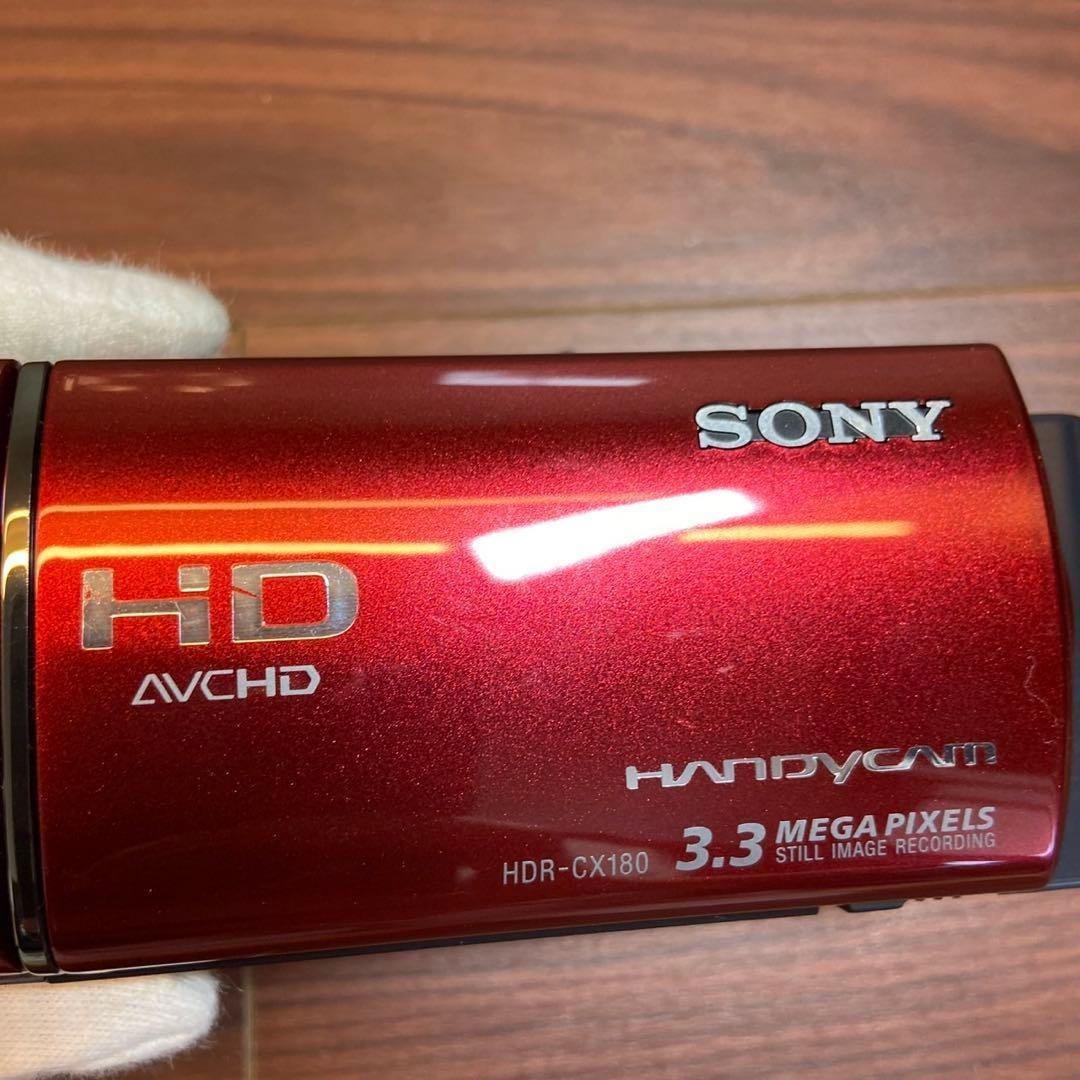 SONY
HD
AVCHD
HANDYCAM
HDR-CX180
3.3 MEGA PIXELS
STILL IMAGE RECORDING